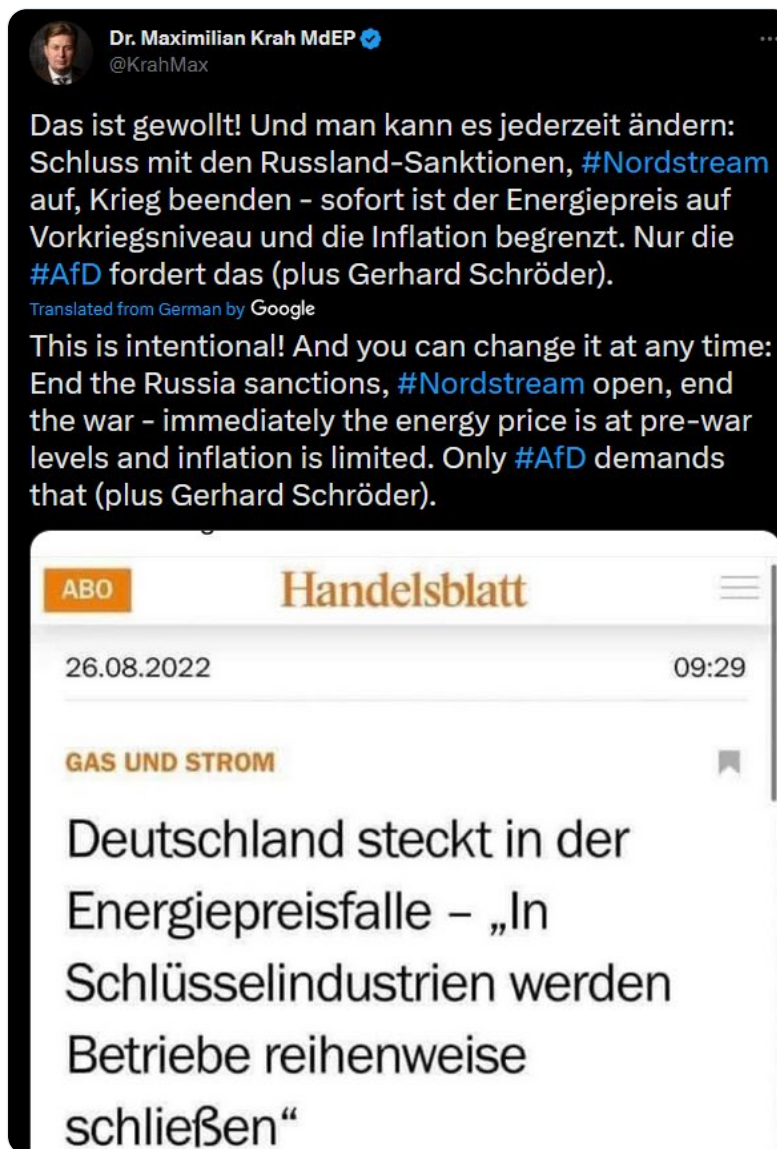 Dr. Maximilian Krah MdEP
@KrahMax
Das ist gewollt! Und man kann es jederzeit ändern:
Schluss mit den Russland-Sanktionen, #Nordstream
auf, Krieg beenden – sofort ist der Energiepreis auf
Vorkriegsniveau und die Inflation begrenzt. Nur die
#AfD fordert das (plus Gerhard Schröder).
Translated from German by Google
This is intentional! And you can change it at any time:
End the Russia sanctions, #Nordstream open, end
the war – immediately the energy price is at pre-war
levels and inflation is limited. Only #AfD demands
that (plus Gerhard Schröder).
ABO Handelsblatt
26.08.2022 09:29
GAS UND STROM
Deutschland steckt in der
Energiepreisfalle – „In
Schlüsselindustrien werden
Betriebe reihenweise
schließen“